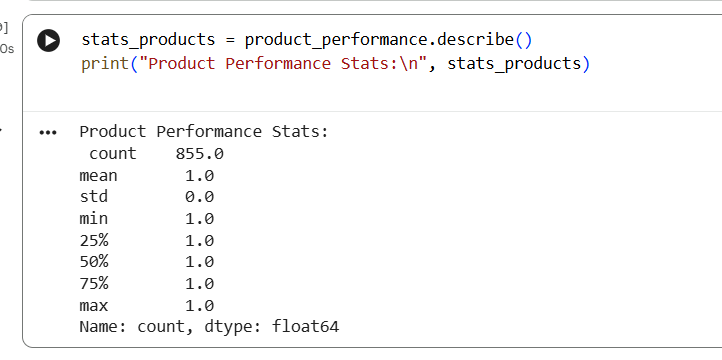 0s
stats_products = product_performance.describe()
print("Product Performance Stats:\n", stats_products)
Product Performance Stats:
 count    855.0
mean       1.0
std        0.0
min        1.0
25%        1.0
50%        1.0
75%        1.0
max        1.0
Name: count, dtype: float64